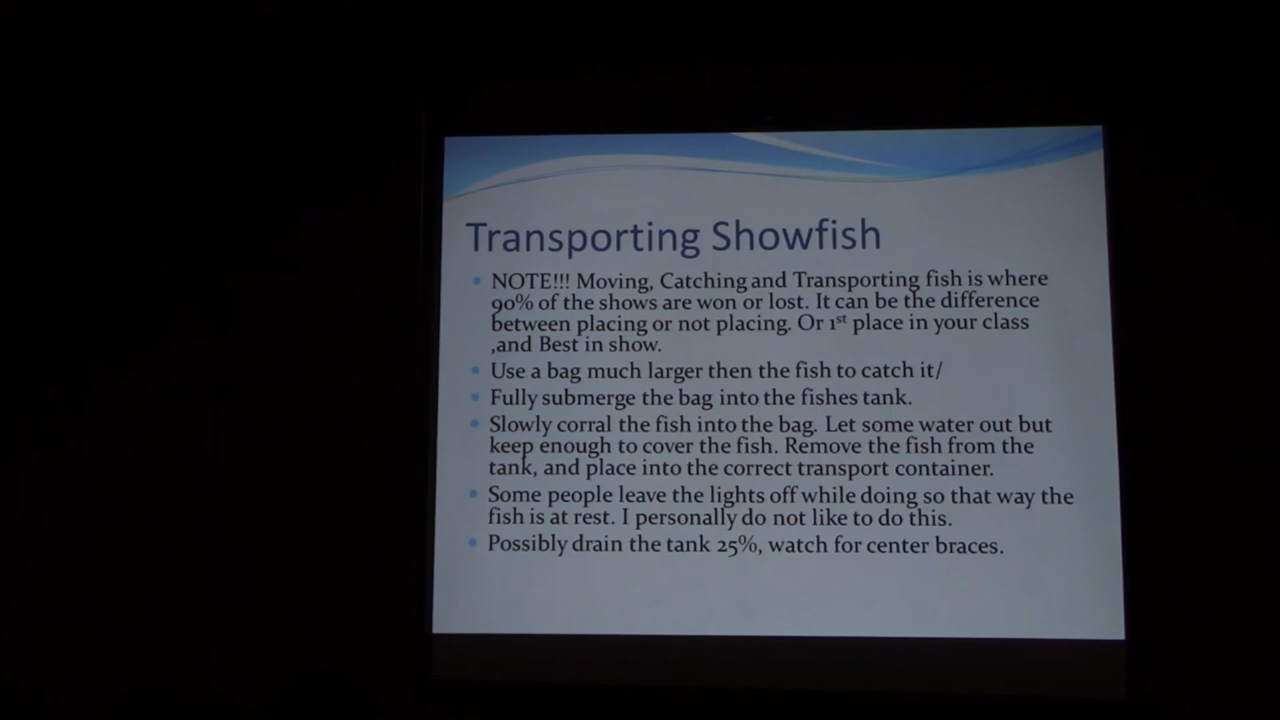 Transporting Showfish
NOTE!!! Moving, Catching and Transporting fish is where
90% of the shows are won or lost. It can be the difference
between placing or not placing. Or 1st place in your class
,and Best in show.
Use a bag much larger then the fish to catch it/
Fully submerge the bag into the fishes tank.
Slowly corral the fish into the bag. Let some water out but
keep enough to cover the fish. Remove the fish from the
tank, and place into the correct transport container.
Some people leave the lights off while doing so that way the
fish is at rest. I personally do not like to do this.
Possibly drain the tank 25%, watch for center braces.